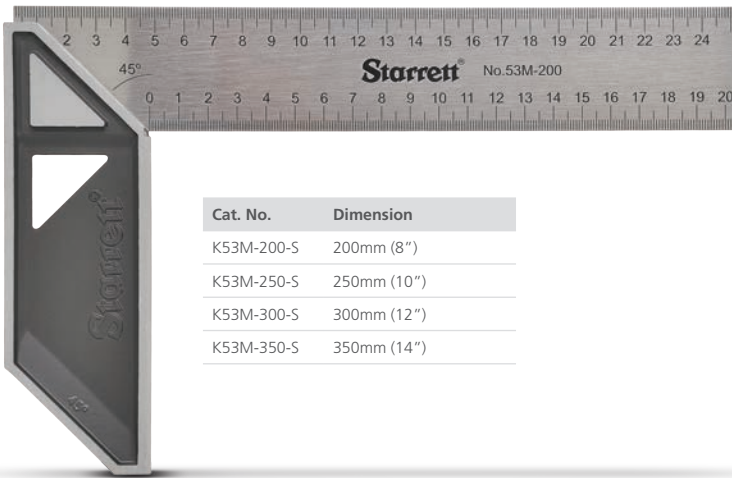 2 3 4 5 6 7 8 9 10 11 12 13 14 15 16 17 18 19 20 21 22 23 24
45° Starrett® No.53M-200
0 1 2 3 4 5 6 7 8 9 10 11 12 13 14 15 16 17 18 19 20
Starrett®
45°
Cat. No. Dimension
K53M-200-S 200mm (8”)
K53M-250-S 250mm (10”)
K53M-300-S 300mm (12”)
K53M-350-S 350mm (14”)